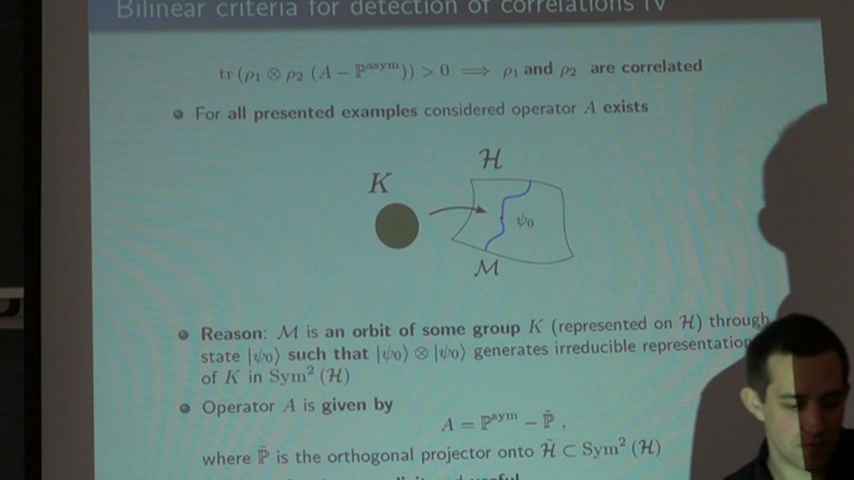 Bilinear criteria for detection of correlations IV
tr (ρ₁ ⊗ ρ₂ (A − ℙᵃˢʸᵐ)) > 0 ⟹ ρ₁ and ρ₂ are correlated
For all presented examples considered operator A exists
ℋ
K
ψ₀
ℳ
Reason: ℳ is an orbit of some group K (represented on ℋ) through
state |ψ₀⟩ such that |ψ₀⟩ ⊗ |ψ₀⟩ generates irreducible representation
of K in Sym² (ℋ)
Operator A is given by
A = ℙˢʸᵐ − ℙ̃ ,
where ℙ̃ is the orthogonal projector onto ℋ̃ ⊂ Sym² (ℋ)